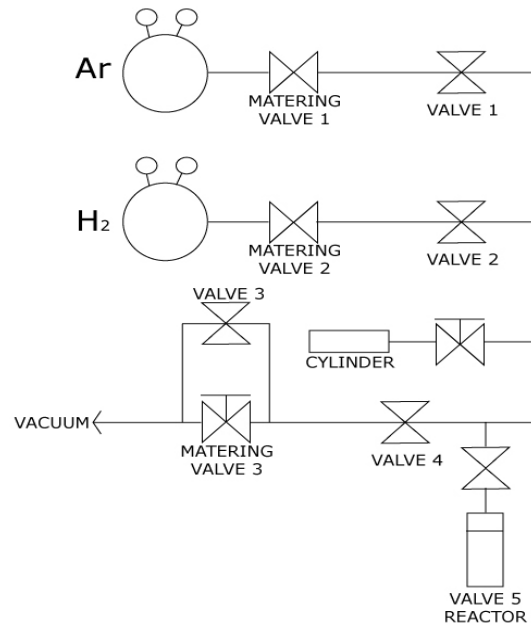 Ar
MATERING
VALVE 1
VALVE 1
H2
MATERING
VALVE 2
VALVE 2
VALVE 3
CYLINDER
VACUUM
MATERING
VALVE 3
VALVE 4
VALVE 5
REACTOR